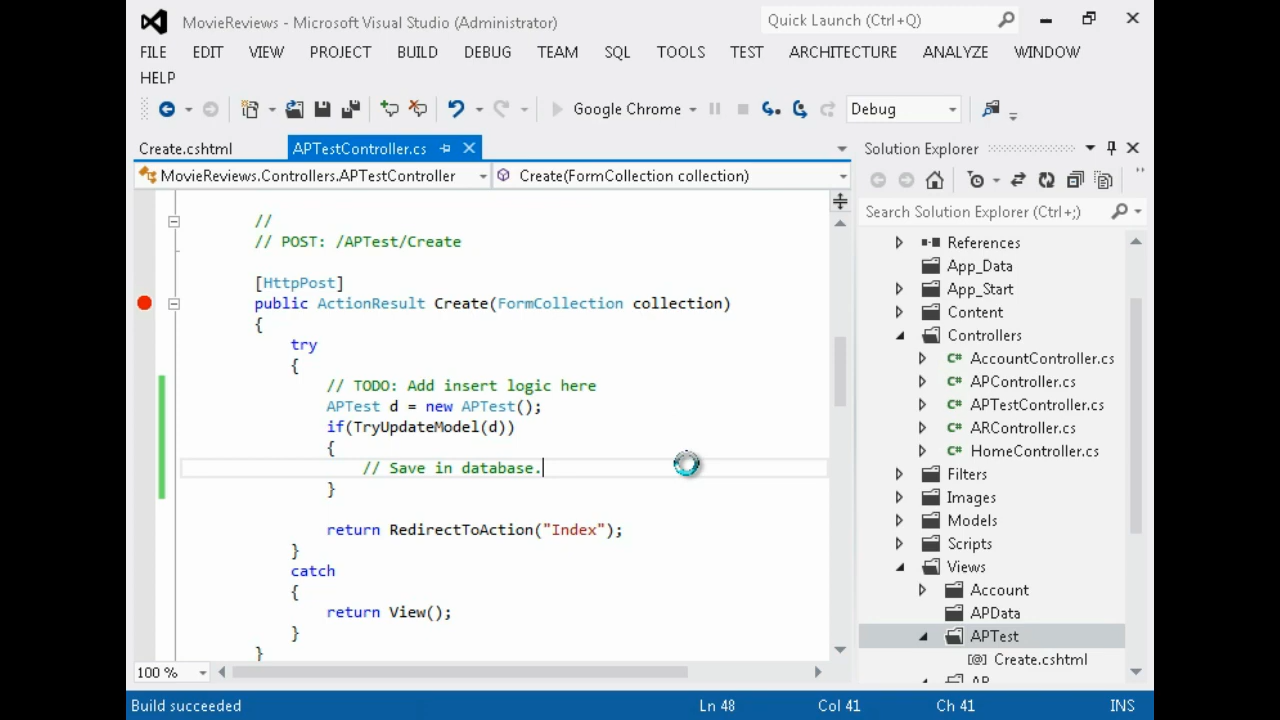 MovieReviews - Microsoft Visual Studio (Administrator)
Quick Launch (Ctrl+Q)
FILE EDIT VIEW PROJECT BUILD DEBUG TEAM SQL TOOLS TEST ARCHITECTURE ANALYZE WINDOW
HELP
Google Chrome
Debug
Create.cshtml
APTestController.cs
Solution Explorer
MovieReviews.Controllers.APTestController
Create(FormCollection collection)
Search Solution Explorer (Ctrl+;)
//
// POST: /APTest/Create
[HttpPost]
public ActionResult Create(FormCollection collection)
{
try
{
// TODO: Add insert logic here
APTest d = new APTest();
if(TryUpdateModel(d))
{
// Save in database.
}
return RedirectToAction("Index");
}
catch
{
return View();
}
}
References
App_Data
App_Start
Content
Controllers
C# AccountController.cs
C# APController.cs
C# APTestController.cs
C# ARController.cs
C# HomeController.cs
Filters
Images
Models
Scripts
Views
Account
APData
APTest
[@] Create.cshtml
100 %
Build succeeded
Ln 48
Col 41
Ch 41
INS